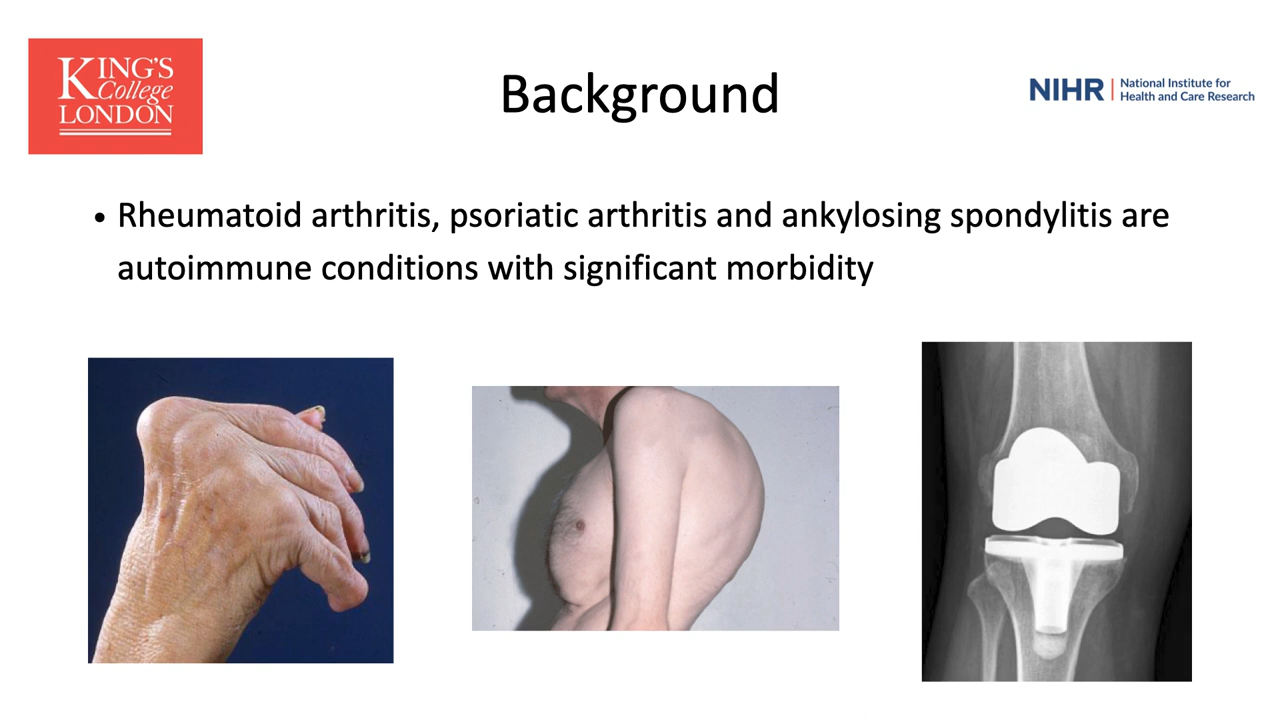 KING'S
College
LONDON
Background
NIHR | National Institute for
Health and Care Research
• Rheumatoid arthritis, psoriatic arthritis and ankylosing spondylitis are
autoimmune conditions with significant morbidity